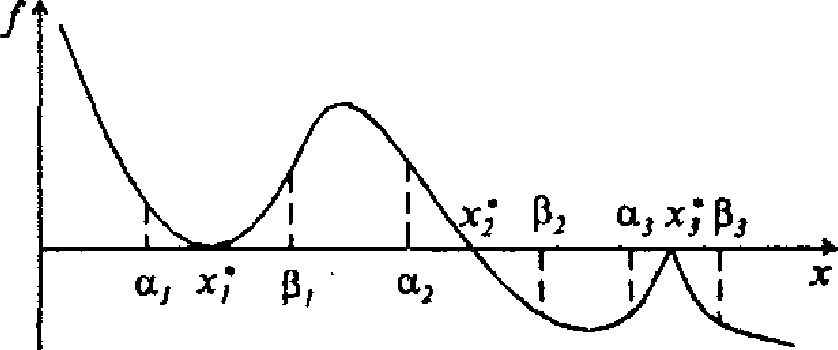 f
x₂* β₂ α₃ x₃* β₃
α₁ x₁* β₁ α₂ x